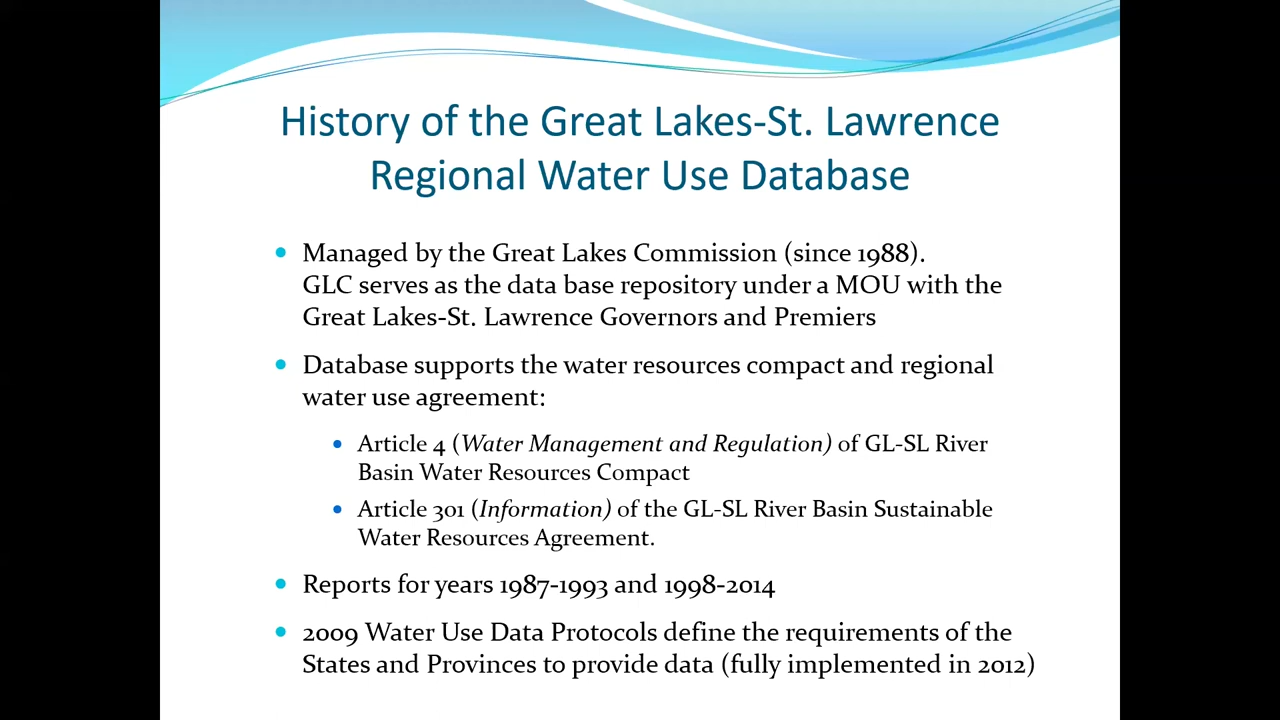 History of the Great Lakes-St. Lawrence
Regional Water Use Database
• Managed by the Great Lakes Commission (since 1988).
GLC serves as the data base repository under a MOU with the
Great Lakes-St. Lawrence Governors and Premiers
• Database supports the water resources compact and regional
water use agreement:
• Article 4 (Water Management and Regulation) of GL-SL River
Basin Water Resources Compact
• Article 301 (Information) of the GL-SL River Basin Sustainable
Water Resources Agreement.
• Reports for years 1987-1993 and 1998-2014
• 2009 Water Use Data Protocols define the requirements of the
States and Provinces to provide data (fully implemented in 2012)